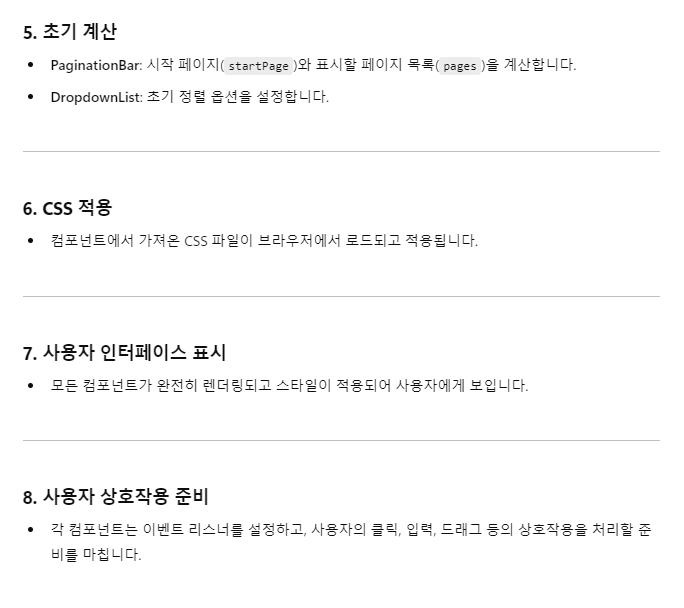 5. 초기 계산
• PaginationBar: 시작 페이지(startPage)와 표시할 페이지 목록(pages)을 계산합니다.
• DropdownList: 초기 정렬 옵션을 설정합니다.
6. CSS 적용
• 컴포넌트에서 가져온 CSS 파일이 브라우저에서 로드되고 적용됩니다.
7. 사용자 인터페이스 표시
• 모든 컴포넌트가 완전히 렌더링되고 스타일이 적용되어 사용자에게 보입니다.
8. 사용자 상호작용 준비
• 각 컴포넌트는 이벤트 리스너를 설정하고, 사용자의 클릭, 입력, 드래그 등의 상호작용을 처리할 준
비를 마칩니다.